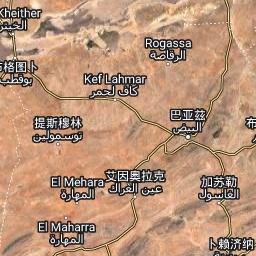 Kheither
الخيثر
Rogassa
الرقاصة
布格图卜
بوقطب
Kef Lahmar
كاف لحمر
提斯穆林
توسمولين
巴亚兹
البيض
El Mehara
المهارة
艾因奥拉克
عين العراك
加苏勒
الغاسول
El Maharra
المهارة
卜赖济纳